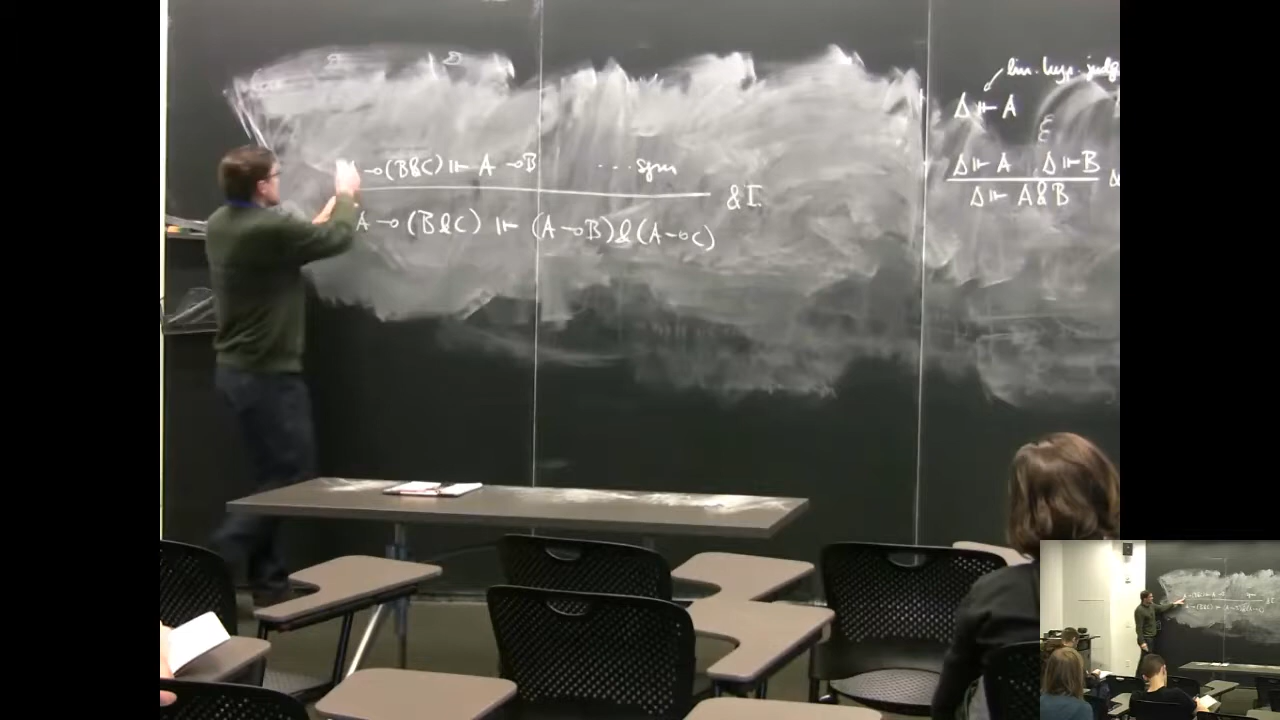 ⊸(B&C) ⊩ A ⊸B ...sym
&I
A ⊸ (B&C) ⊩ (A⊸B)&(A⊸C)
lin. hyp. judg
Δ ⊩ A
Δ ⊩ A Δ ⊩ B
Δ ⊩ A&B